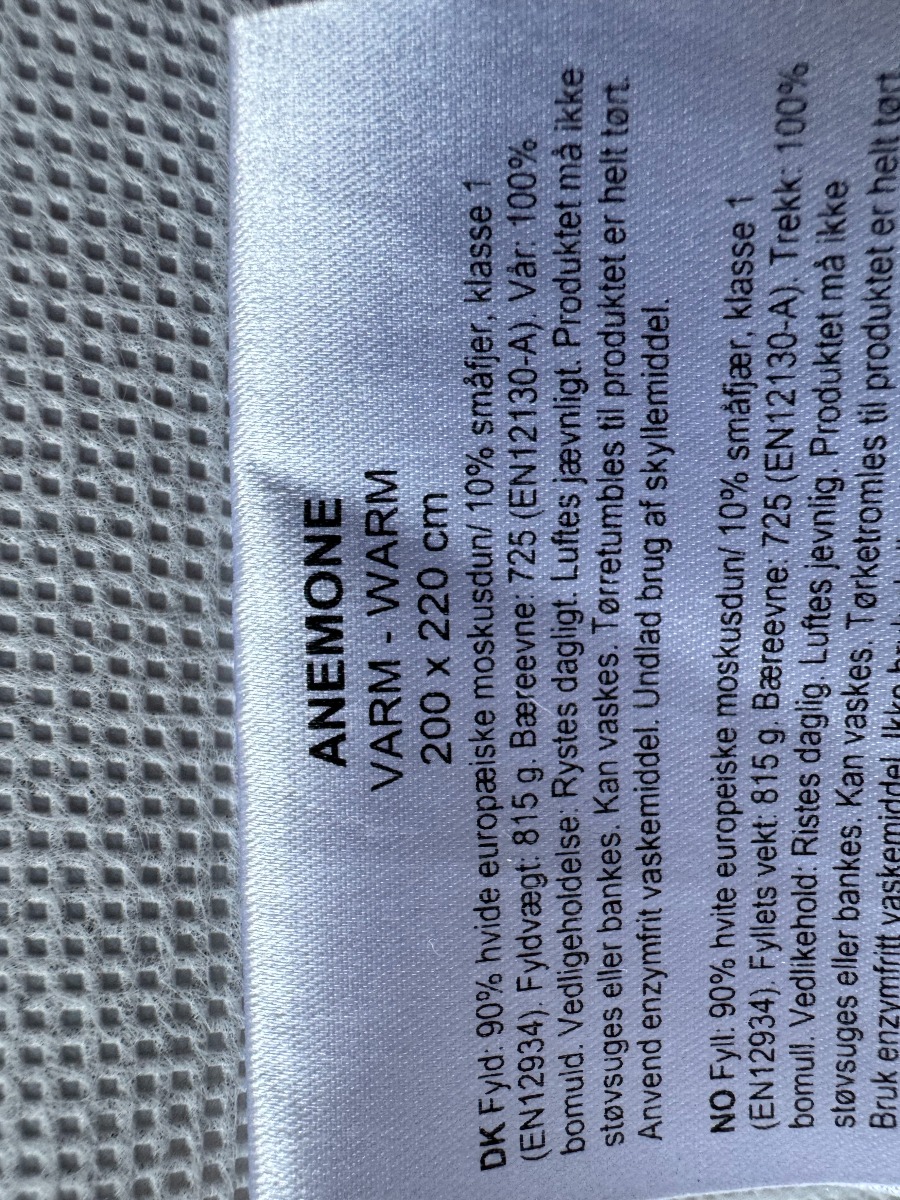 ANEMONE
VARM - WARM
200 x 220 cm
DK Fyld: 90% hvide europæiske moskusdun/ 10% småfjer, klasse 1
(EN12934). Fyldvægt: 815 g. Bæreevne: 725 (EN12130-A). Vår: 100%
bomuld. Vedligeholdelse: Rystes dagligt. Luftes jævnligt. Produktet må ikke
støvsuges eller bankes. Kan vaskes. Tørretumbles til produktet er helt tørt.
Anvend enzymfrit vaskemiddel. Undlad brug af skyllemiddel.
NO Fyll: 90% hvite europeiske moskusdun/ 10% småfjær, klasse 1
(EN12934). Fyllets vekt: 815 g. Bæreevne: 725 (EN12130-A). Trekk: 100%
bomull. Vedlikehold: Ristes daglig. Luftes jevnlig. Produktet må ikke
støvsuges eller bankes. Kan vaskes. Tørketromles til produktet er helt tørt
Bruk enzymfritt vaskemiddel. Ikke